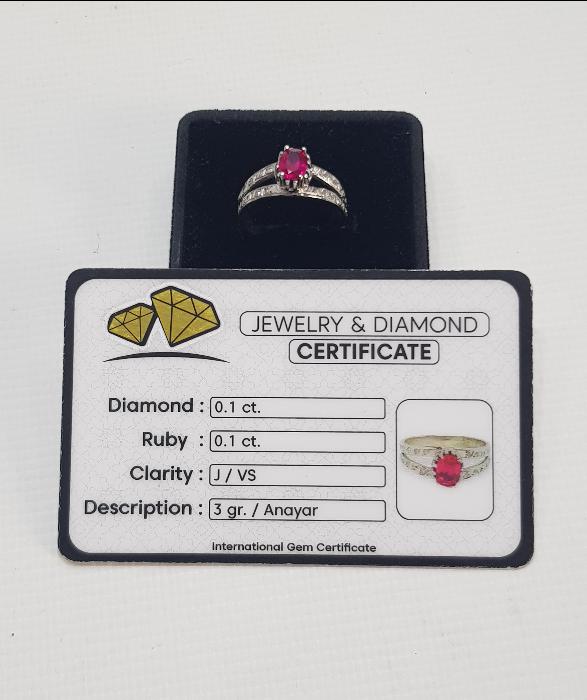 JEWELRY & DIAMOND
CERTIFICATE
Diamond : 0.1 ct.
Ruby : 0.1 ct.
Clarity : J / VS
Description : 3 gr. / Anayar
International Gem Certificate